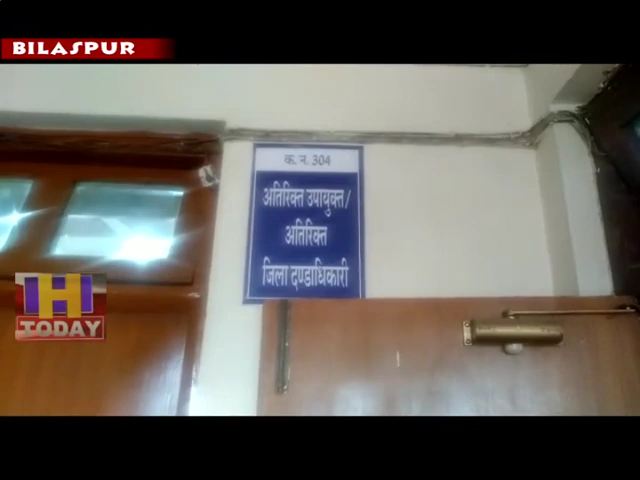 BILASPUR
क. न. 304
अतिरिक्त उपायुक्त/
अतिरिक्त
जिला दण्डाधिकारी
H
TODAY